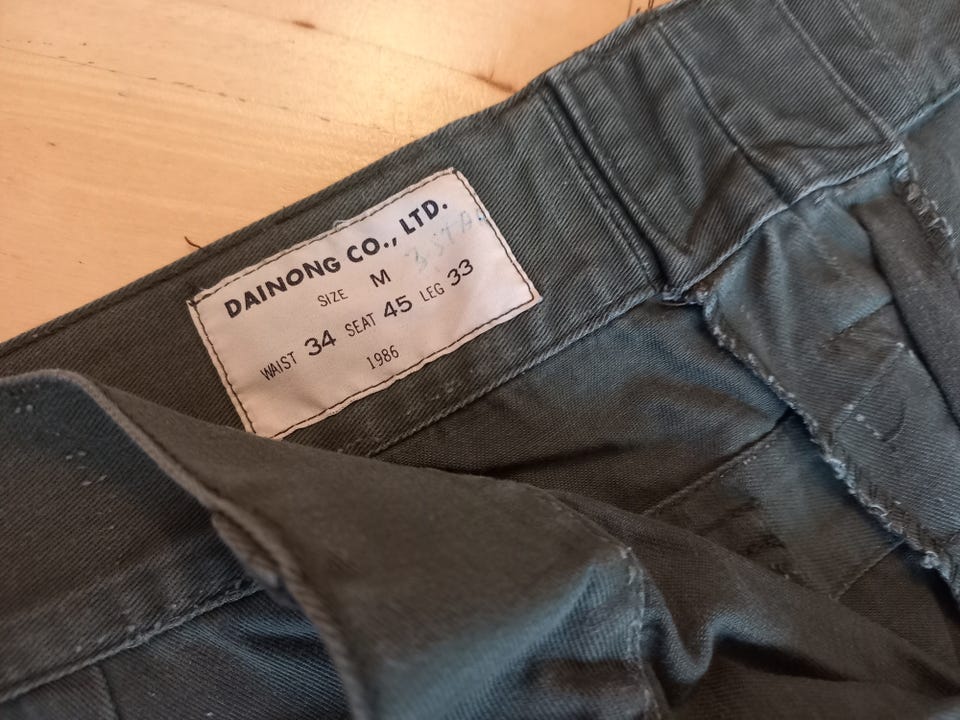 DAINONG CO., LTD.
SIZE M
WAIST 34 SEAT 45 LEG 33
1986